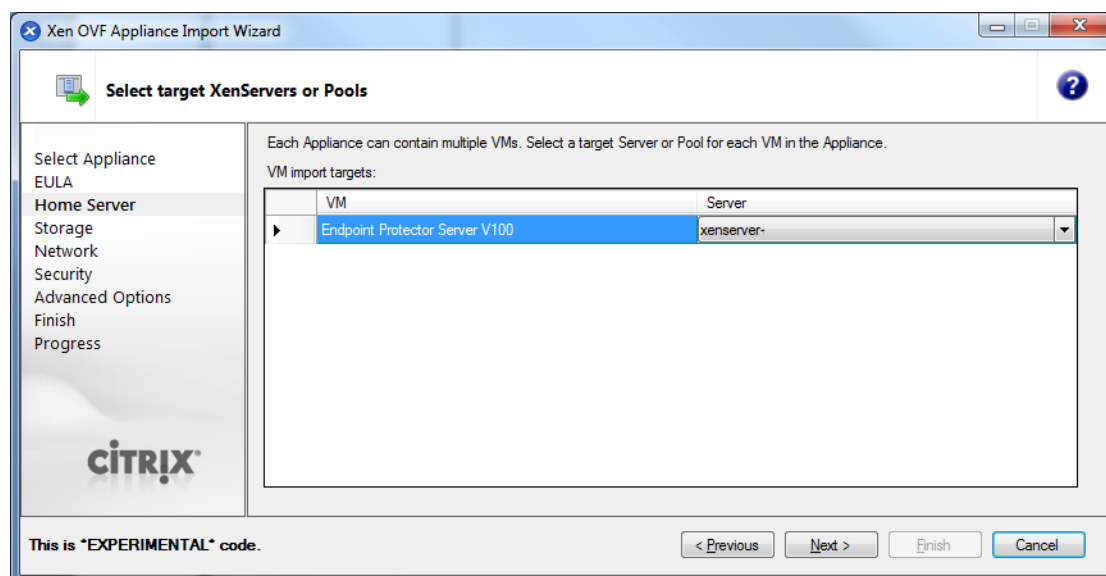 Xen OVF Appliance Import Wizard
Select target XenServers or Pools
Select Appliance
EULA
Home Server
Storage
Network
Security
Advanced Options
Finish
Progress
CITRIX
Each Appliance can contain multiple VMs. Select a target Server or Pool for each VM in the Appliance.
VM import targets:
VM Server
Endpoint Protector Server V100 xenserver-
This is *EXPERIMENTAL* code.
< Previous Next > Finish Cancel